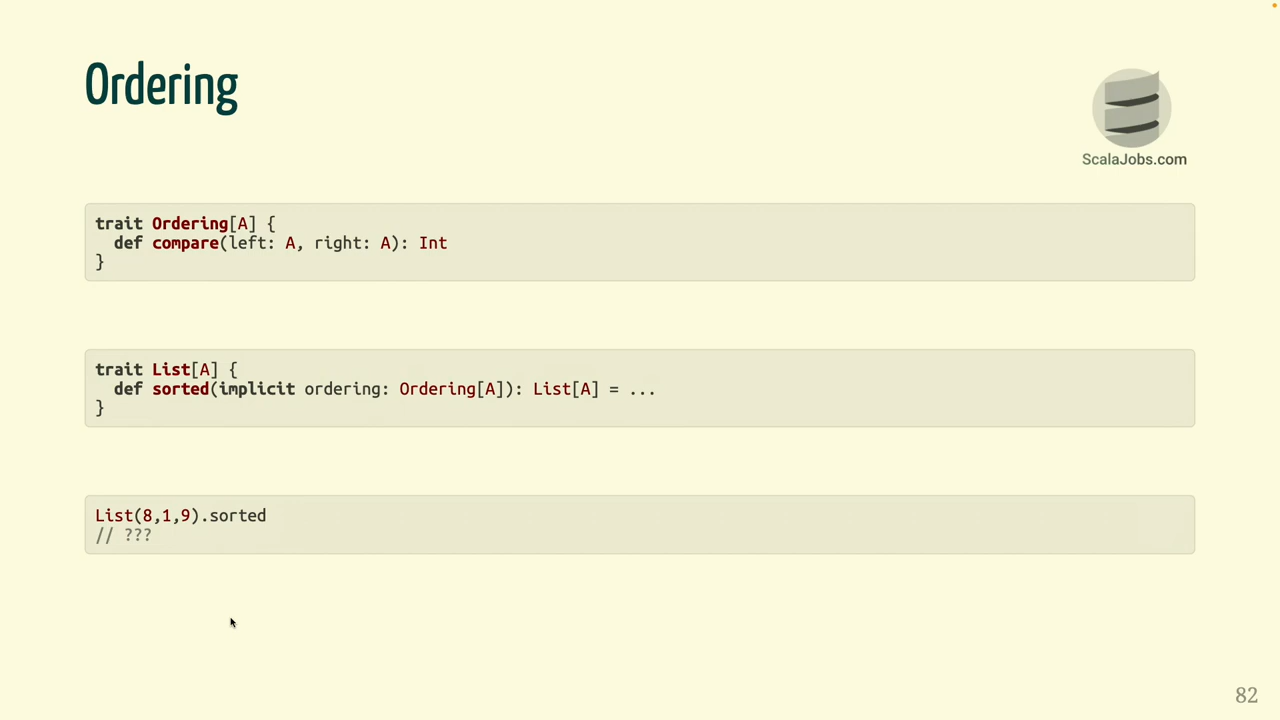 Ordering
ScalaJobs.com
trait Ordering[A] {
  def compare(left: A, right: A): Int
}
trait List[A] {
  def sorted(implicit ordering: Ordering[A]): List[A] = ...
}
List(8,1,9).sorted
// ???
82